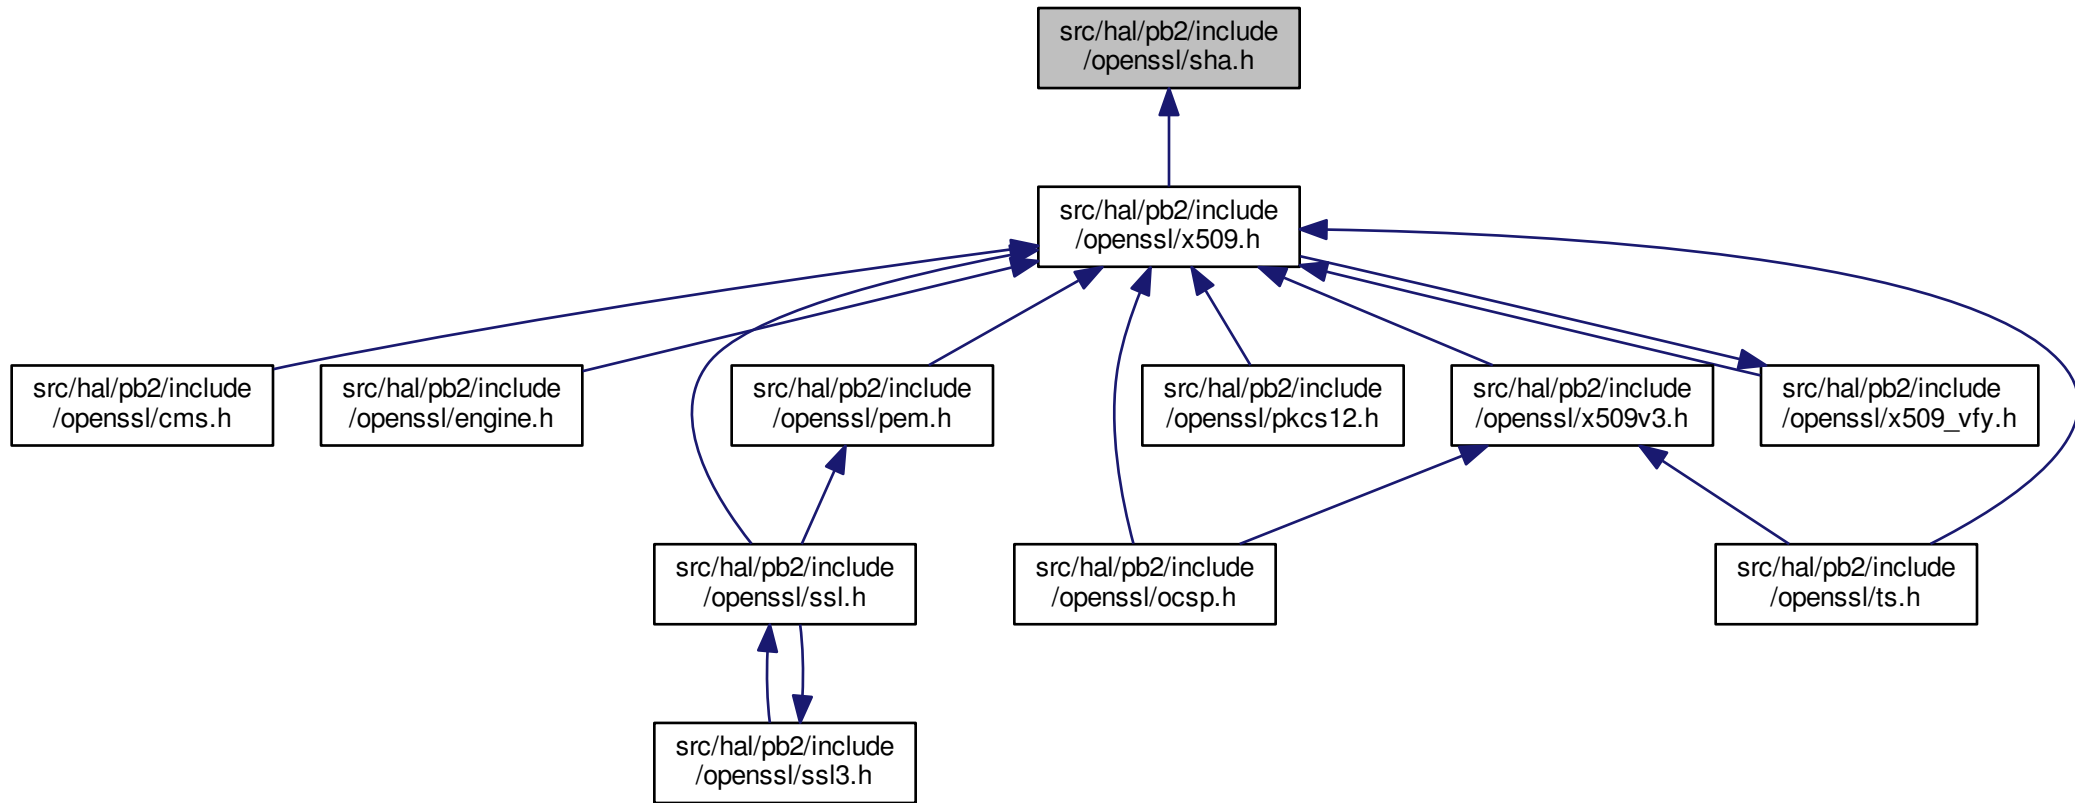 src/hal/pb2/include
/openssl/sha.h
src/hal/pb2/include
/openssl/x509.h
src/hal/pb2/include
/openssl/cms.h
src/hal/pb2/include
/openssl/engine.h
src/hal/pb2/include
/openssl/pem.h
src/hal/pb2/include
/openssl/pkcs12.h
src/hal/pb2/include
/openssl/x509v3.h
src/hal/pb2/include
/openssl/x509_vfy.h
src/hal/pb2/include
/openssl/ssl.h
src/hal/pb2/include
/openssl/ocsp.h
src/hal/pb2/include
/openssl/ts.h
src/hal/pb2/include
/openssl/ssl3.h